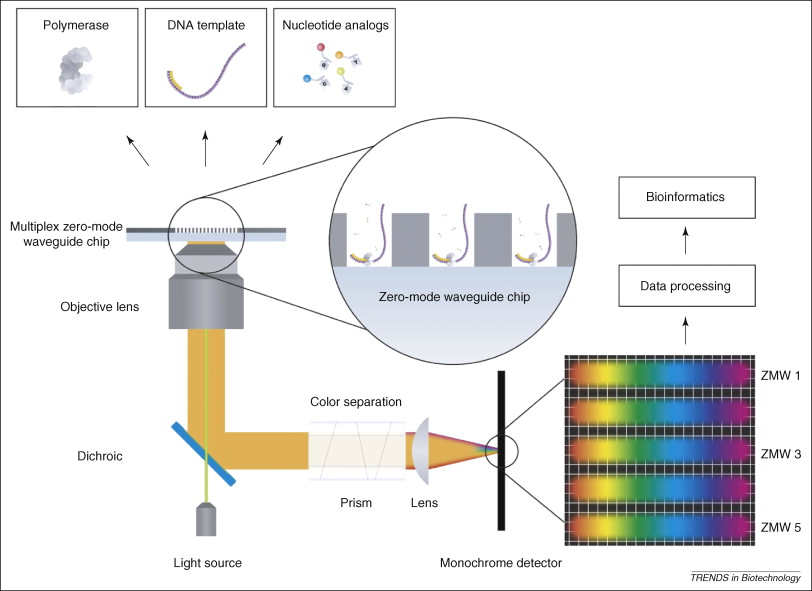 Polymerase
DNA template
Nucleotide analogs
Multiplex zero-mode
waveguide chip
Zero-mode waveguide chip
Objective lens
Bioinformatics
Data processing
Color separation
ZMW 1
ZMW 3
ZMW 5
Dichroic
Prism
Lens
Light source
Monochrome detector
TRENDS in Biotechnology